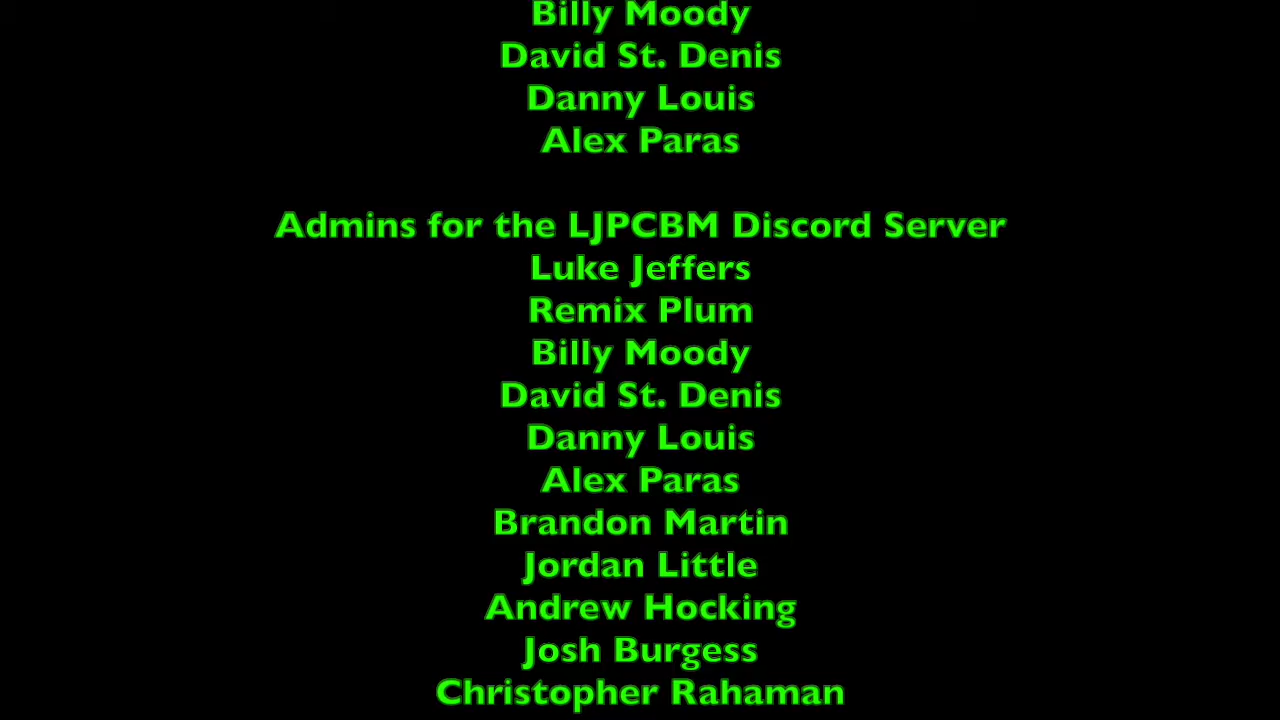 Billy Moody
David St. Denis
Danny Louis
Alex Paras
Admins for the LJPCBM Discord Server
Luke Jeffers
Remix Plum
Billy Moody
David St. Denis
Danny Louis
Alex Paras
Brandon Martin
Jordan Little
Andrew Hocking
Josh Burgess
Christopher Rahaman